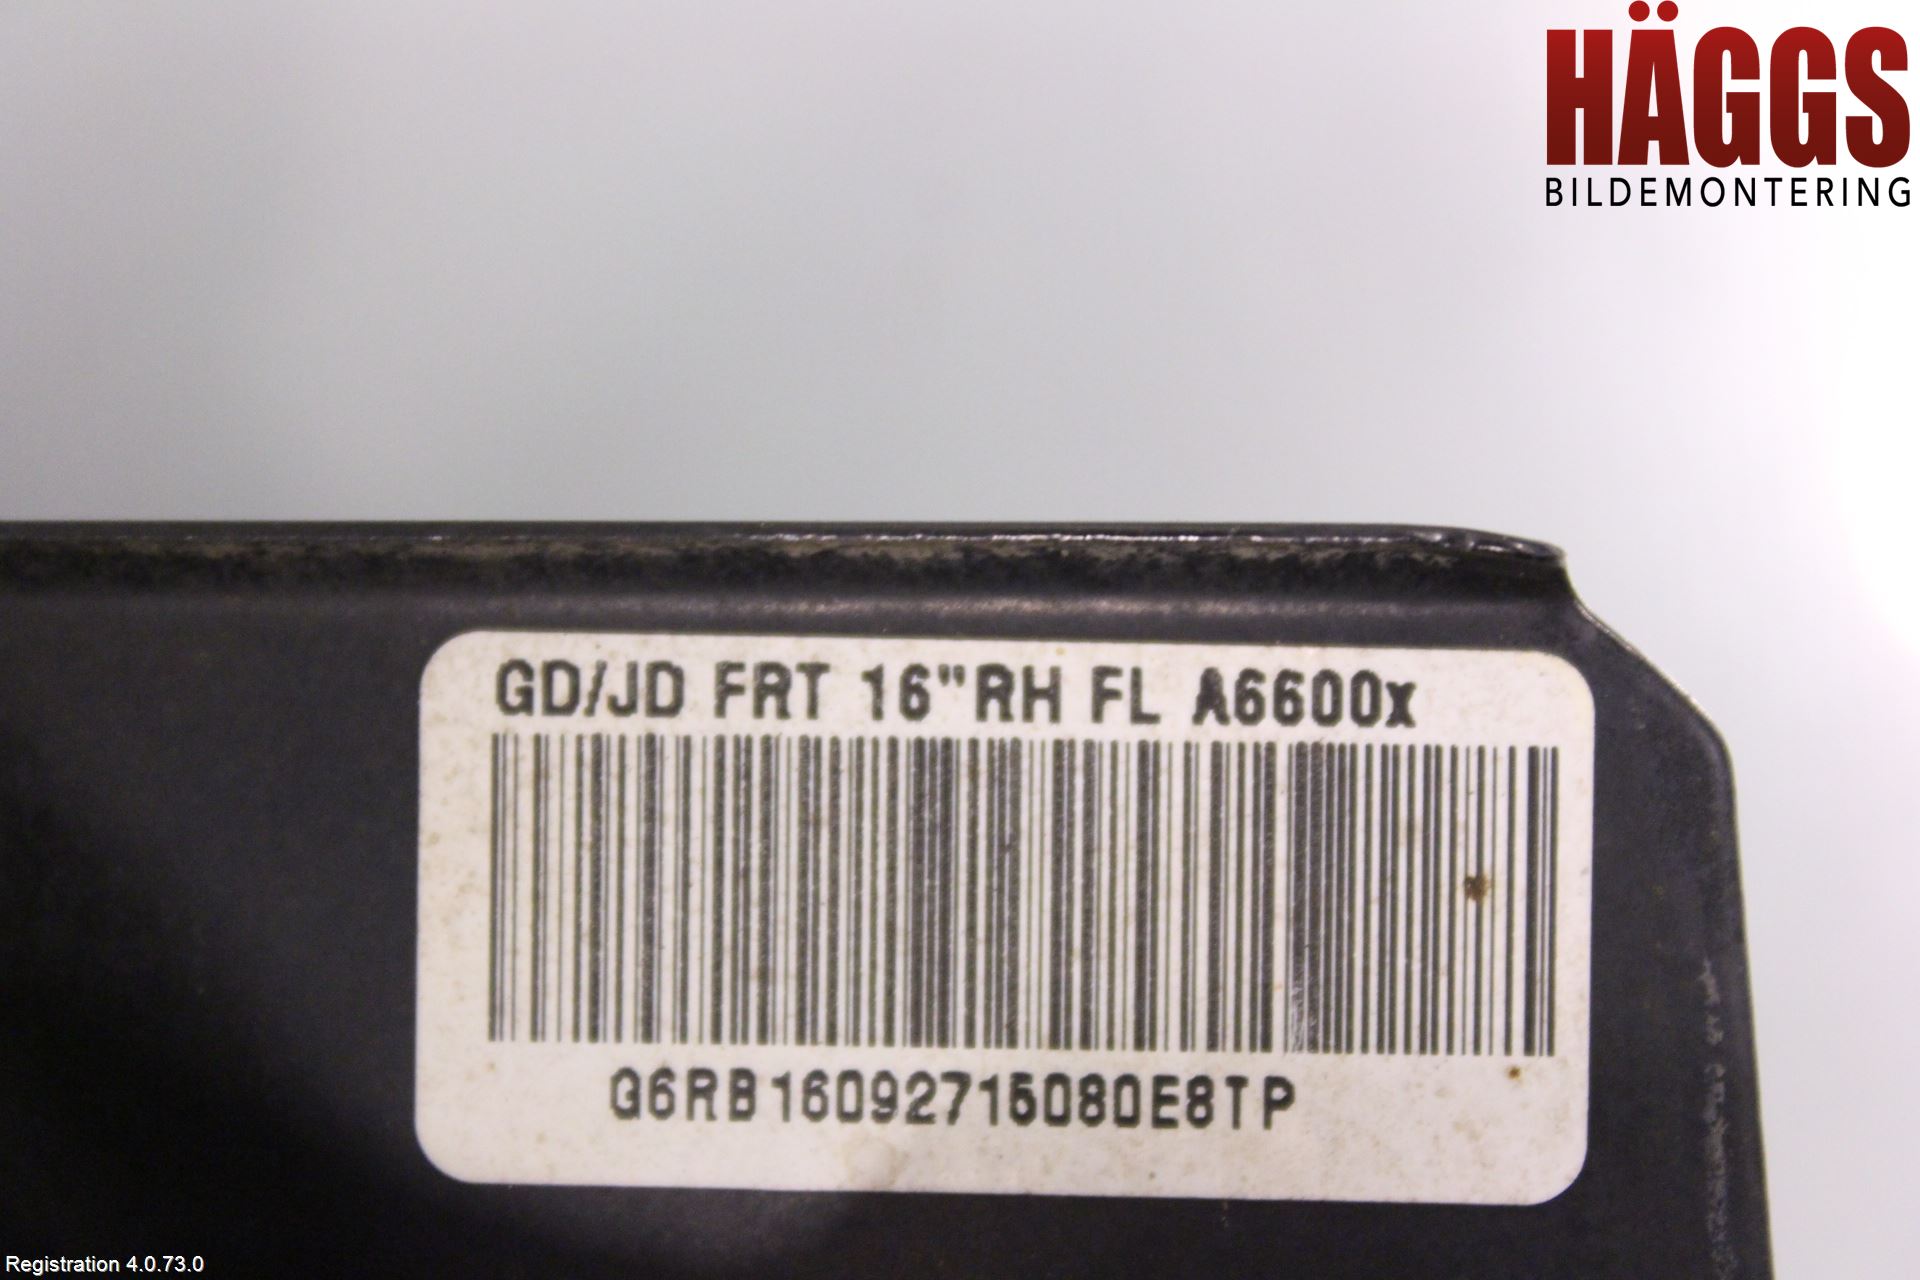 HÄGGS
BILDEMONTERING
GD/JD FRT 16"RH FL A6600x
G6RB16092715080E8TP
Registration 4.0.73.0